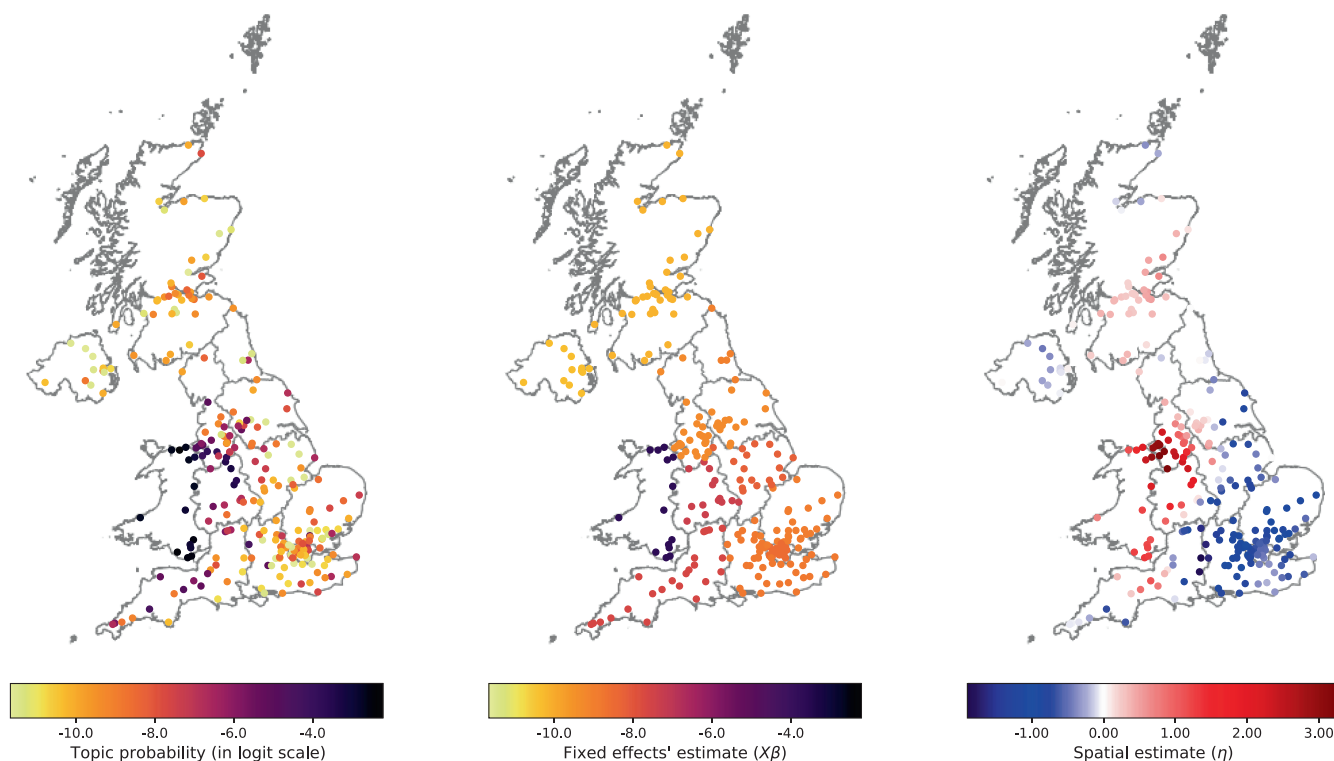 -10.0 -8.0 -6.0 -4.0
Topic probability (in logit scale)
-10.0 -8.0 -6.0 -4.0
Fixed effects' estimate (Xβ)
-1.00 0.00 1.00 2.00 3.00
Spatial estimate (η)